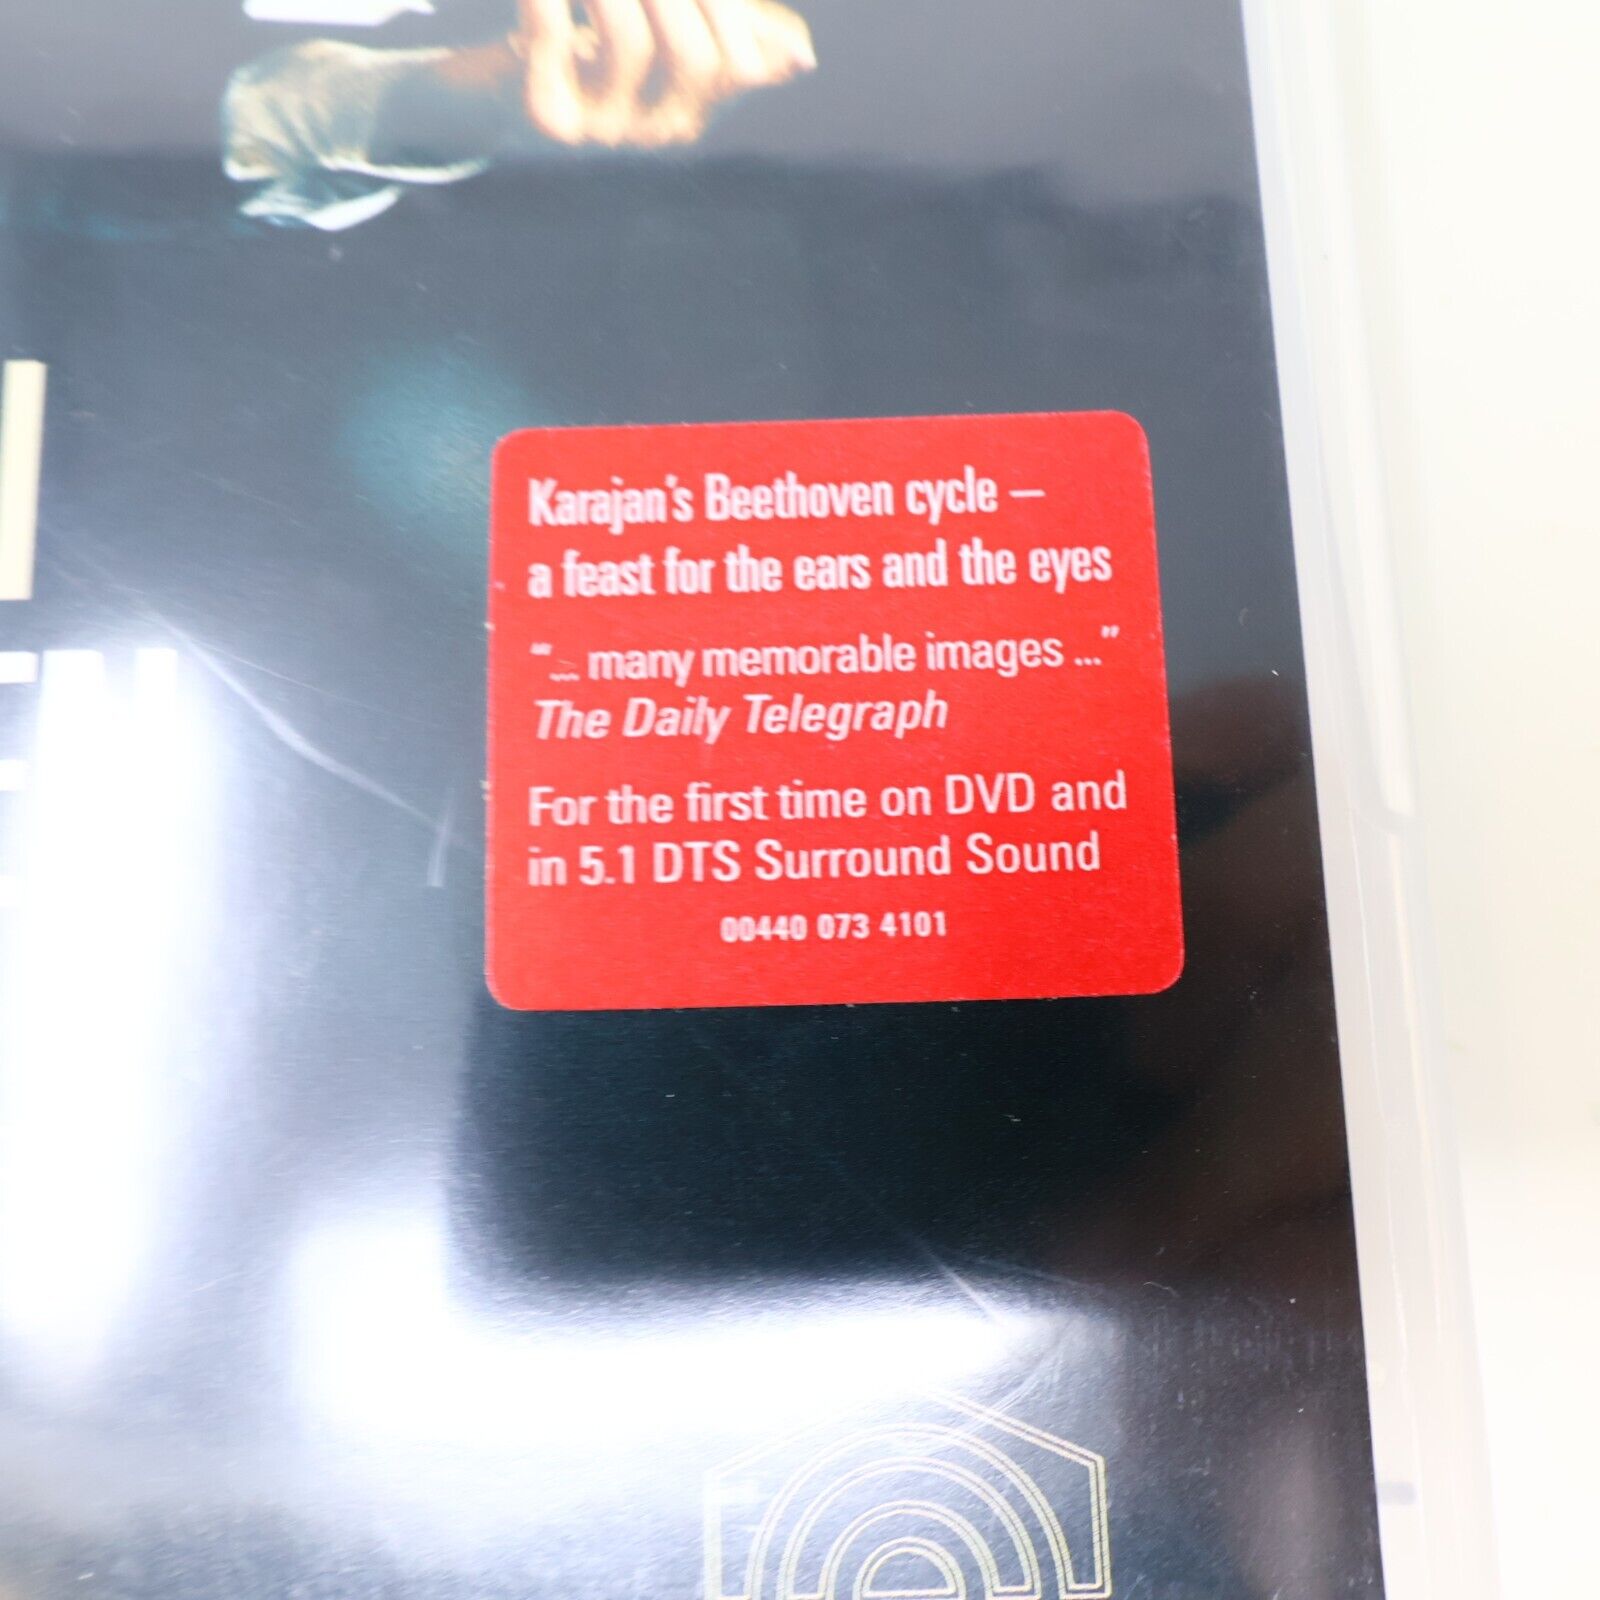 Karajan's Beethoven cycle –
a feast for the ears and the eyes
"... many memorable images ..."
The Daily Telegraph
For the first time on DVD and
in 5.1 DTS Surround Sound
00440 073 4101